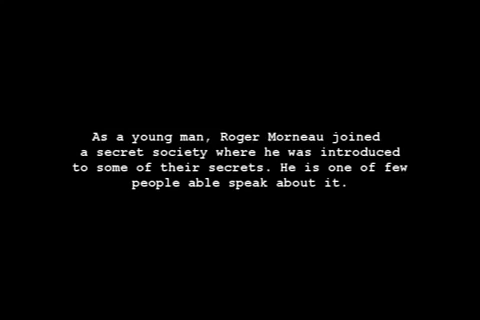 As a young man, Roger Morneau joined
a secret society where he was introduced
to some of their secrets. He is one of few
people able speak about it.